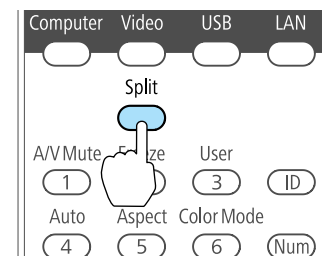 Computer Video USB LAN
Split
A/V Mute User
1 3 ID
Auto Aspect Color Mode
4 5 6 Num